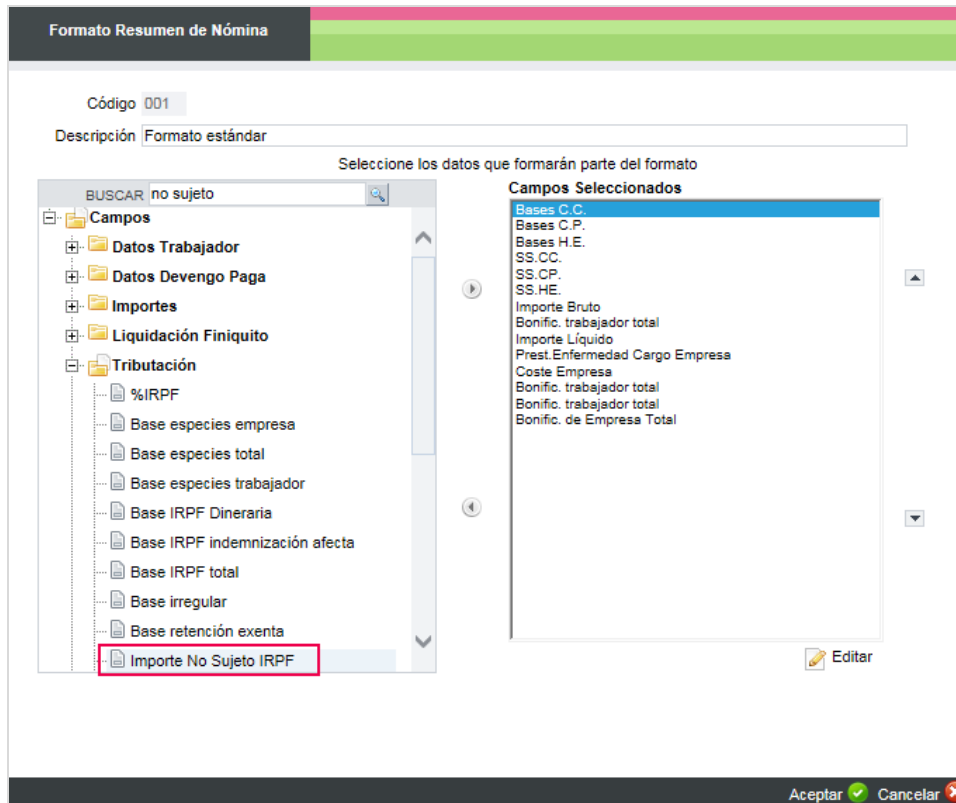 Formato Resumen de Nómina
Código 001
Descripción Formato estándar
Seleccione los datos que formarán parte del formato
BUSCAR no sujeto
Campos
Datos Trabajador
Datos Devengo Paga
Importes
Liquidación Finiquito
Tributación
%IRPF
Base especies empresa
Base especies total
Base especies trabajador
Base IRPF Dineraria
Base IRPF indemnización afecta
Base IRPF total
Base irregular
Base retención exenta
Importe No Sujeto IRPF
Campos Seleccionados
Bases C.C.
Bases C.P.
Bases H.E.
SS.CC.
SS.CP.
SS.HE.
Importe Bruto
Bonific. trabajador total
Importe Líquido
Prest.Enfermedad Cargo Empresa
Coste Empresa
Bonific. trabajador total
Bonific. trabajador total
Bonific. de Empresa Total
Editar
Aceptar Cancelar